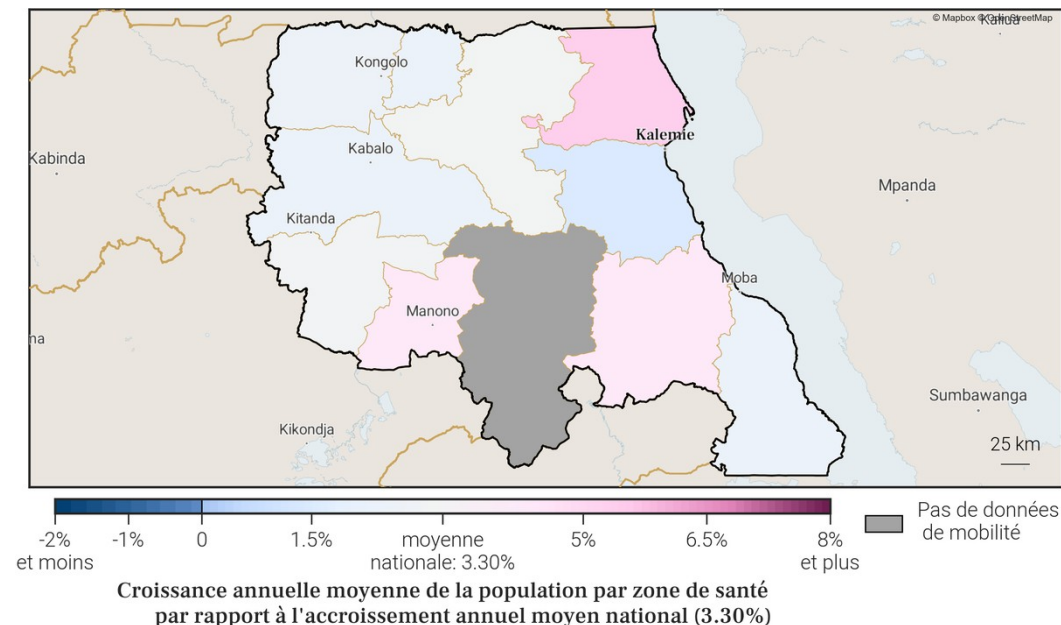 © Mapbox © OpenStreetMap
Kaliua
Kongolo
Kalemie
Kabalo
Kabinda
Mpanda
Kitanda
Moba
Manono
na
Sumbawanga
Kikondja
25 km
-2%
et moins
-1%
0
1.5%
moyenne
nationale: 3.30%
5%
6.5%
8%
et plus
Pas de données
de mobilité
Croissance annuelle moyenne de la population par zone de santé
par rapport à l'accroissement annuel moyen national (3.30%)